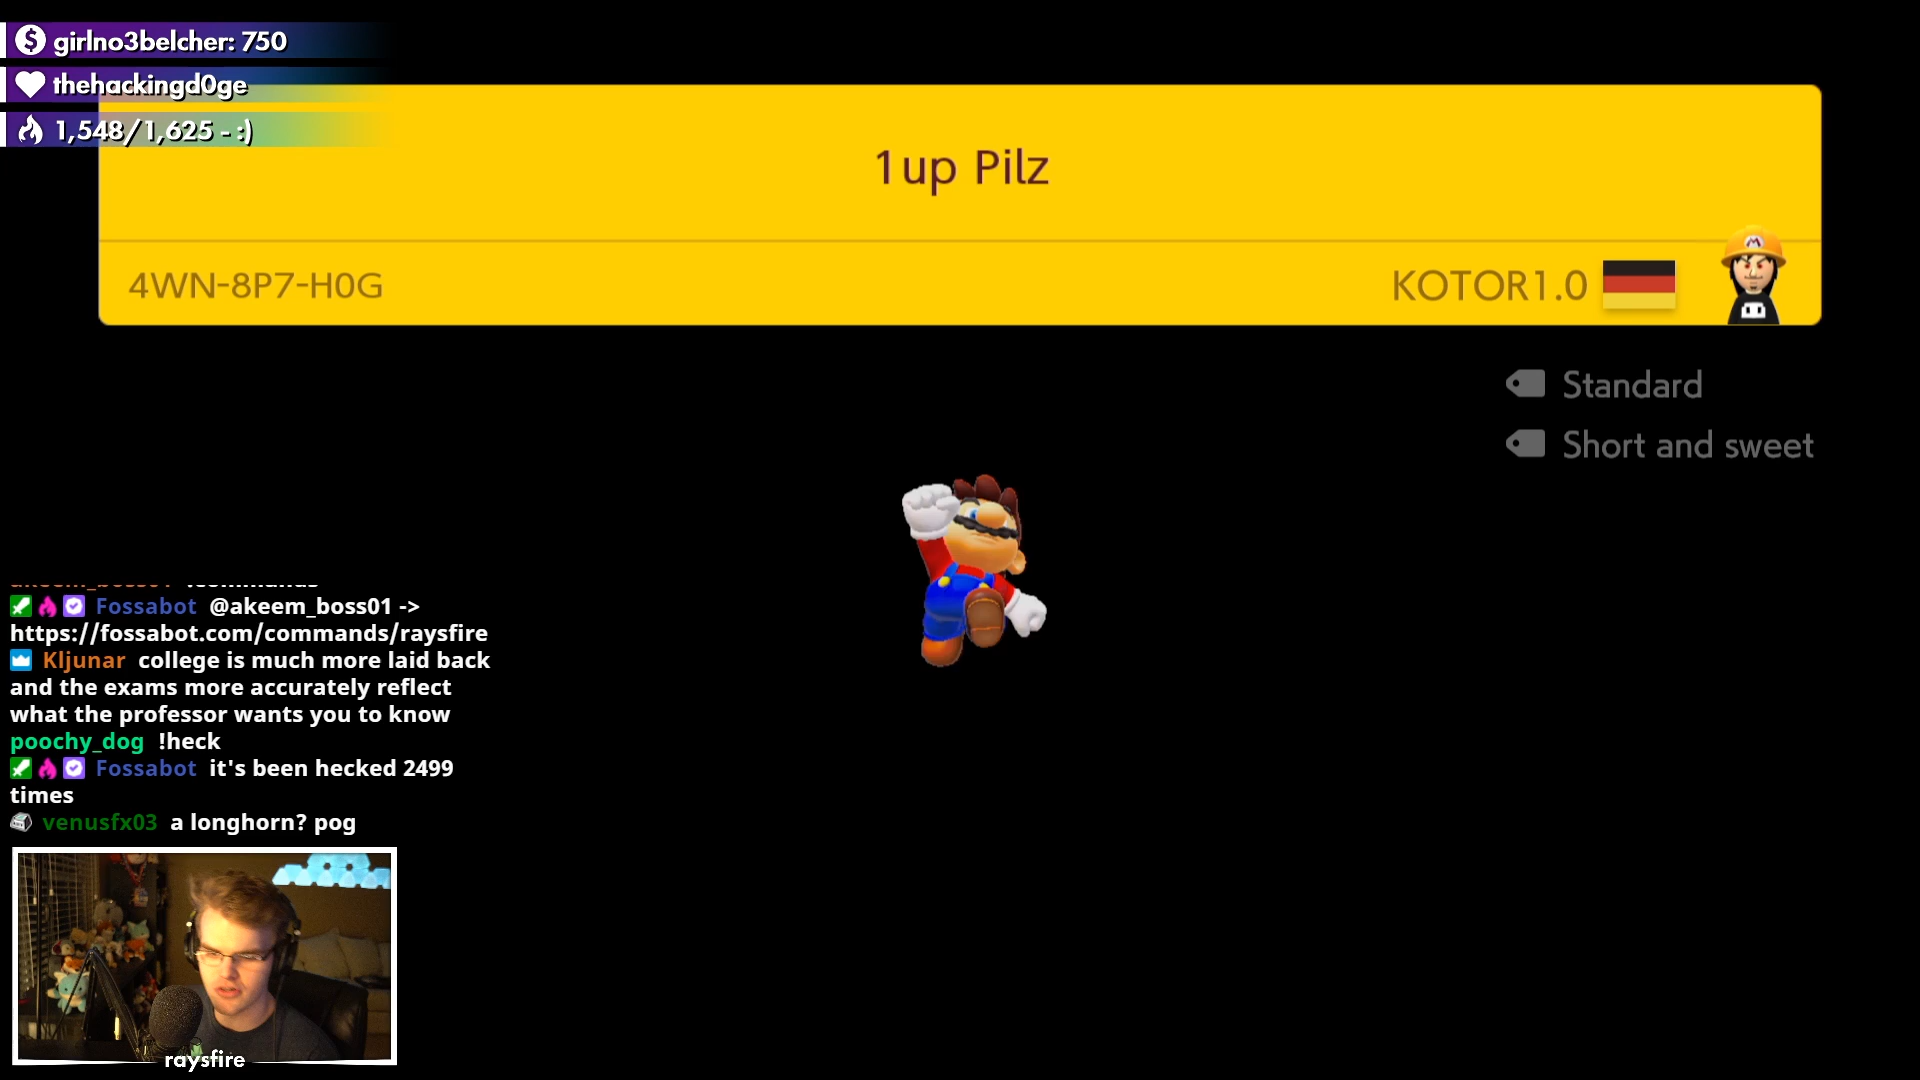 girlno3belcher: 750
thehackingd0ge
1,548/1,625 - :)
1up Pilz
4WN-8P7-H0G
KOTOR1.0
Standard
Short and sweet
Fossabot @akeem_boss01 ->
https://fossabot.com/commands/raysfire
Kljunar college is much more laid back
and the exams more accurately reflect
what the professor wants you to know
poochy_dog !heck
Fossabot it's been hecked 2499
times
venusfx03 a longhorn? pog
raysfire